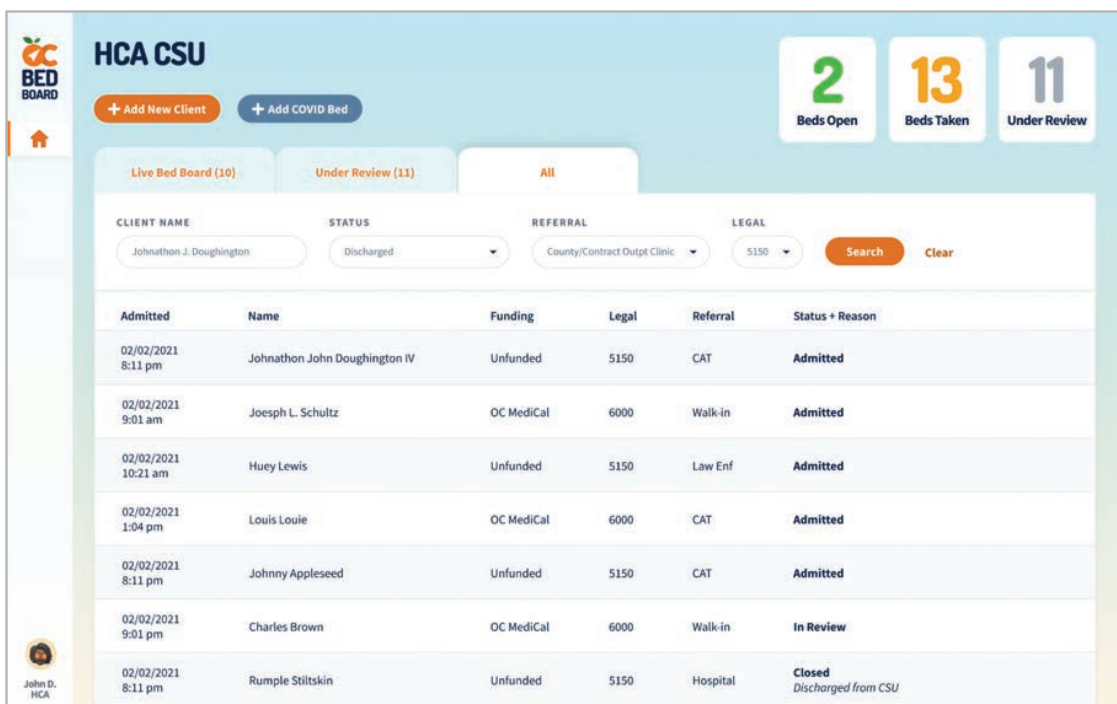 OC
BED
BOARD
HCA CSU
+ Add New Client
+ Add COVID Bed
2
Beds Open
13
Beds Taken
11
Under Review
Live Bed Board (10)
Under Review (11)
All
CLIENT NAME STATUS REFERRAL LEGAL
Johnathon J. Doughington Discharged County/Contract Outpt Clinic 5150 Search Clear
Admitted Name Funding Legal Referral Status + Reason
02/02/2021
8:11 pm
Johnathon John Doughington IV Unfunded 5150 CAT Admitted
02/02/2021
9:01 am
Joesph L. Schultz OC MediCal 6000 Walk-in Admitted
02/02/2021
10:21 am
Huey Lewis Unfunded 5150 Law Enf Admitted
02/02/2021
1:04 pm
Louis Louie OC MediCal 6000 CAT Admitted
02/02/2021
8:11 pm
Johnny Appleseed Unfunded 5150 CAT Admitted
02/02/2021
9:01 pm
Charles Brown OC MediCal 6000 Walk-in In Review
02/02/2021
8:11 pm
Rumple Stiltskin Unfunded 5150 Hospital Closed
Discharged from CSU
John D.
HCA